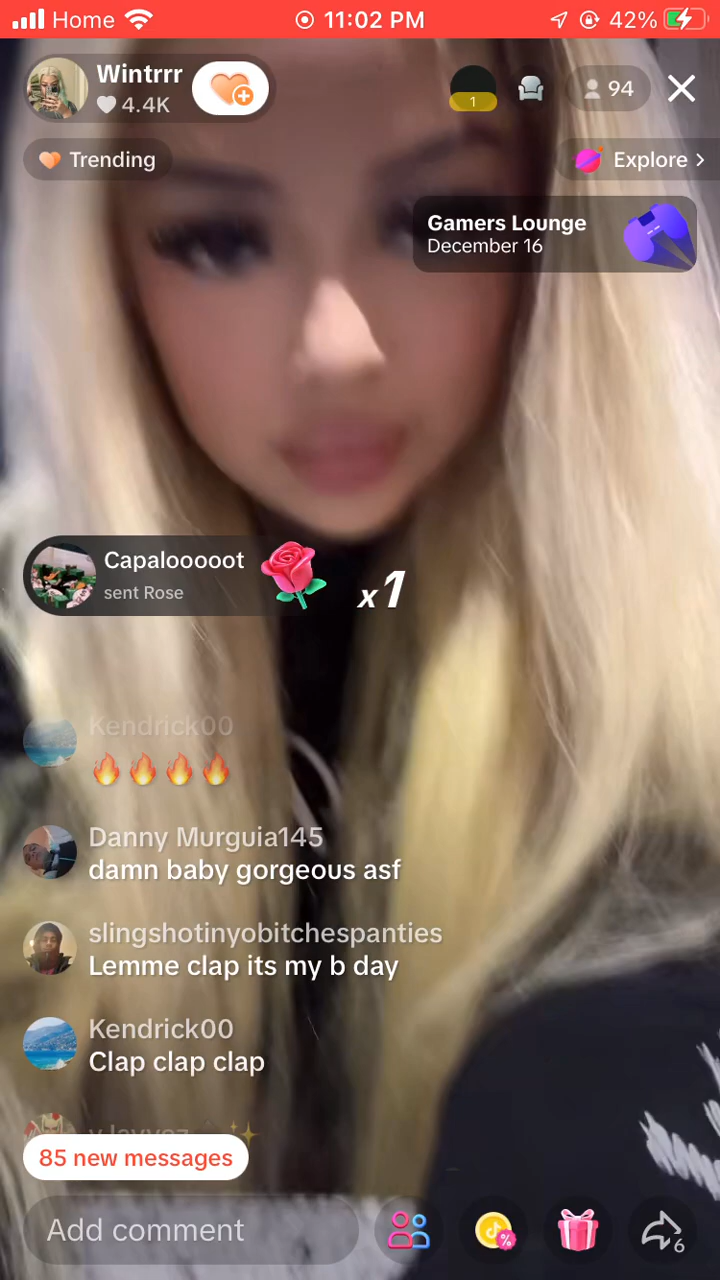 Home
11:02 PM
42%
Wintrrr
4.4K
1
94
Trending
Explore >
Gamers Lounge
December 16
Capalooooot
sent Rose
x1
Kendrick00
🔥🔥🔥🔥
Danny Murguia145
damn baby gorgeous asf
slingshotinyobitchespanties
Lemme clap its my b day
Kendrick00
Clap clap clap
85 new messages
Add comment
6